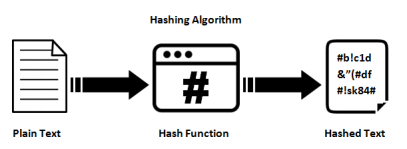 Hashing Algorithm
#
#b!c1d
&"(#df
#!sk84#
Plain Text
Hash Function
Hashed Text